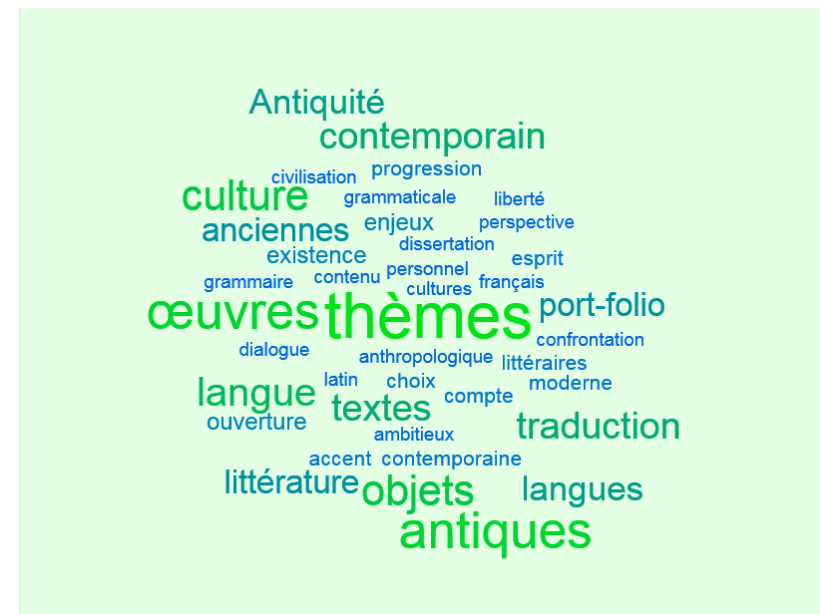 Antiquité
contemporain
civilisation progression
culture grammaticale liberté
anciennes enjeux perspective
existence dissertation esprit
grammaire contenu personnel français
cultures
œuvres thèmes port-folio
dialogue anthropologique confrontation
littéraires
langue latin choix compte moderne
ouverture textes traduction
ambitieux
accent contemporaine
littérature objets langues
antiques